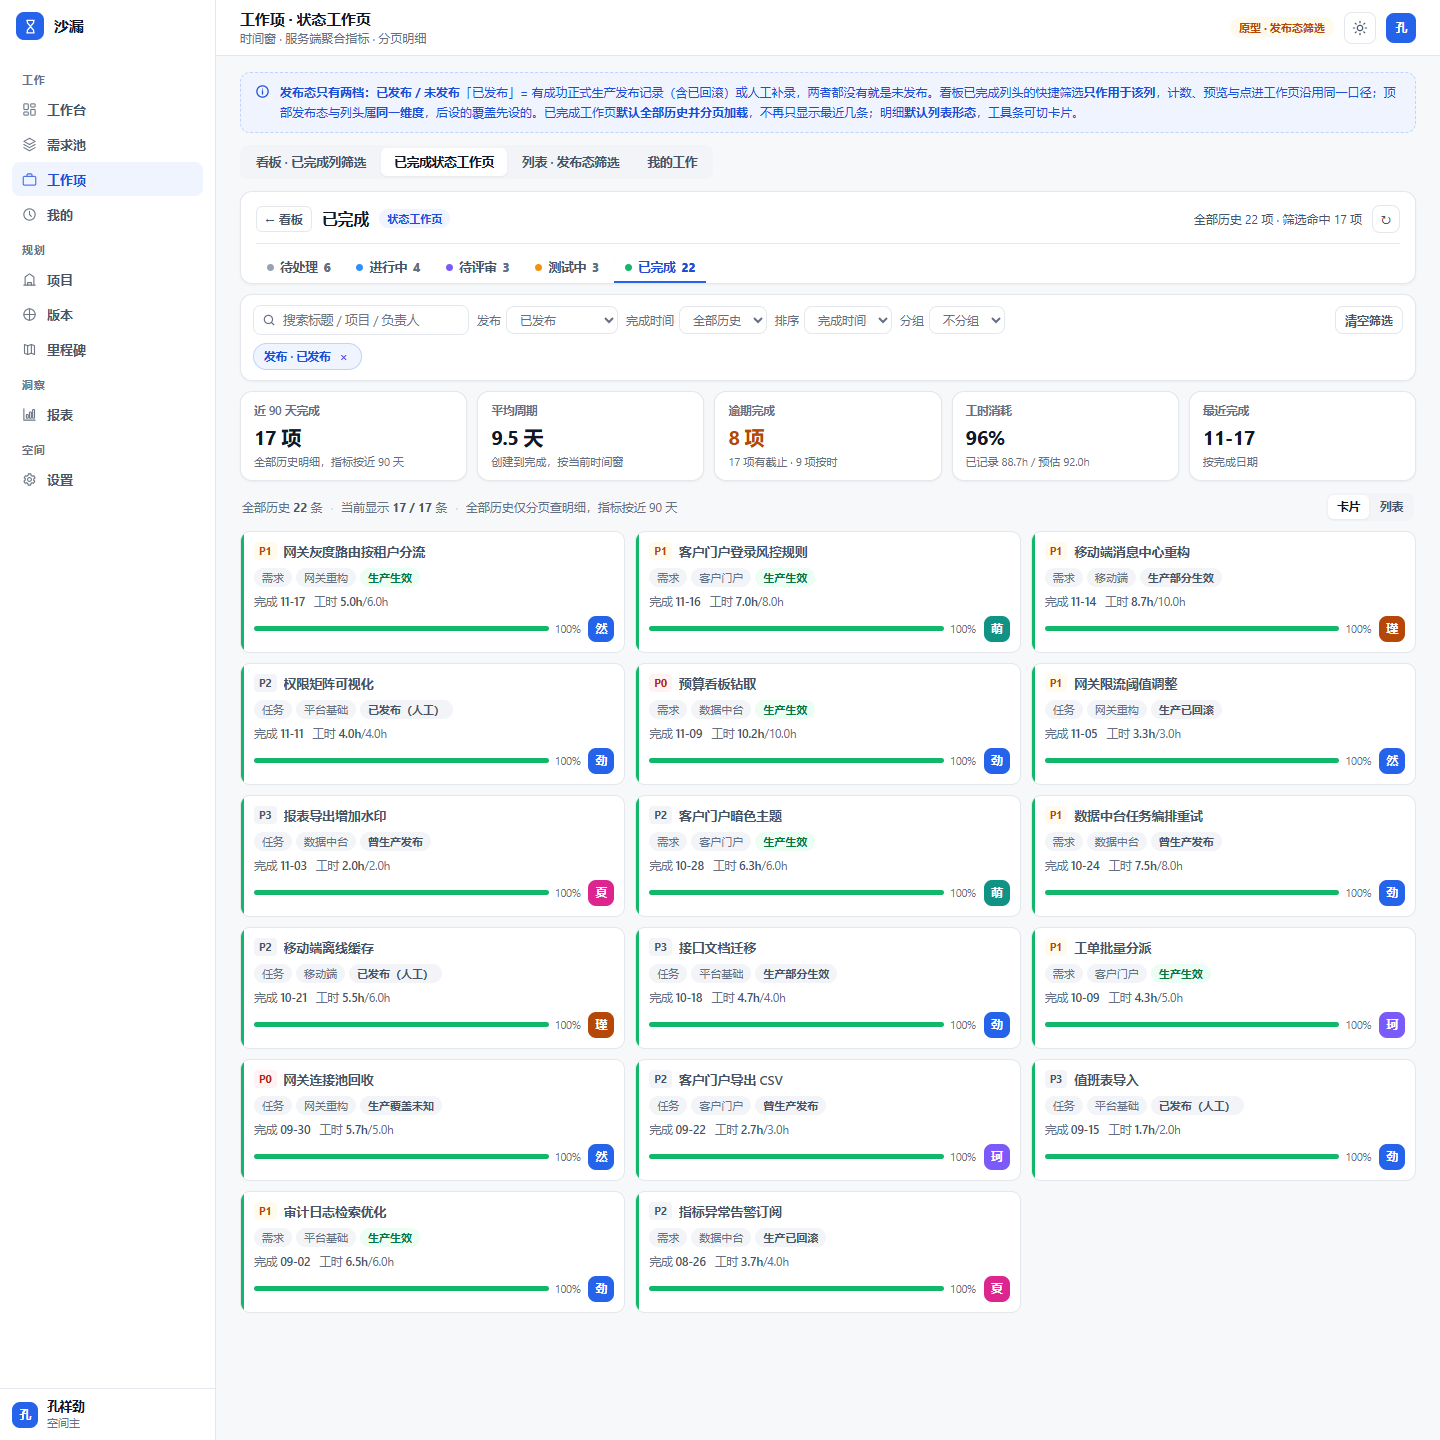 沙漏
工作
工作台
需求池
工作项
我的
规划
项目
版本
里程碑
洞察
报表
空间
设置
孔祥劲
空间主
孔
工作项 · 状态工作页
时间窗 · 服务端聚合指标 · 分页明细
原型 · 发布态筛选
孔
发布态只有两档：已发布 / 未发布「已发布」= 有成功正式生产发布记录（含已回滚）或人工补录，两者都没有就是未发布。看板已完成列头的快捷筛选只作用于该列，计数、预览与点进工作页沿用同一口径；顶
部发布态与列头属同一维度，后设的覆盖先设的。已完成工作页默认全部历史并分页加载，不再只显示最近几条；明细默认列表形态，工具条可切卡片。
看板 · 已完成列筛选 已完成状态工作页 列表 · 发布态筛选 我的工作
← 看板 已完成 状态工作页 全部历史 22 项 · 筛选命中 17 项 ↻
待处理 6 进行中 4 待评审 3 测试中 3 已完成 22
搜索标题 / 项目 / 负责人 发布 已发布 完成时间 全部历史 排序 完成时间 分组 不分组 清空筛选
发布 · 已发布 ×
近 90 天完成
17 项
全部历史明细，指标按近 90 天
平均周期
9.5 天
创建到完成，按当前时间窗
逾期完成
8 项
17 项有截止 · 9 项按时
工时消耗
96%
已记录 88.7h / 预估 92.0h
最近完成
11-17
按完成日期
全部历史 22 条 · 当前显示 17 / 17 条 · 全部历史仅分页查明细，指标按近 90 天 卡片 列表
P1 网关灰度路由按租户分流
需求 网关重构 生产生效
完成 11-17 工时 5.0h/6.0h
100% 然
P1 客户门户登录风控规则
需求 客户门户 生产生效
完成 11-16 工时 7.0h/8.0h
100% 萌
P1 移动端消息中心重构
需求 移动端 生产部分生效
完成 11-14 工时 8.7h/10.0h
100% 瑾
P2 权限矩阵可视化
任务 平台基础 已发布（人工）
完成 11-11 工时 4.0h/4.0h
100% 劲
P0 预算看板钻取
需求 数据中台 生产生效
完成 11-09 工时 10.2h/10.0h
100% 劲
P1 网关限流阈值调整
任务 网关重构 生产已回滚
完成 11-05 工时 3.3h/3.0h
100% 然
P3 报表导出增加水印
任务 数据中台 曾生产发布
完成 11-03 工时 2.0h/2.0h
100% 夏
P2 客户门户暗色主题
需求 客户门户 生产生效
完成 10-28 工时 6.3h/6.0h
100% 萌
P1 数据中台任务编排重试
需求 数据中台 曾生产发布
完成 10-24 工时 7.5h/8.0h
100% 劲
P2 移动端离线缓存
任务 移动端 已发布（人工）
完成 10-21 工时 5.5h/6.0h
100% 瑾
P3 接口文档迁移
任务 平台基础 生产部分生效
完成 10-18 工时 4.7h/4.0h
100% 劲
P1 工单批量分派
需求 客户门户 生产生效
完成 10-09 工时 4.3h/5.0h
100% 珂
P0 网关连接池回收
任务 网关重构 生产覆盖未知
完成 09-30 工时 5.7h/5.0h
100% 然
P2 客户门户导出 CSV
任务 客户门户 曾生产发布
完成 09-22 工时 2.7h/3.0h
100% 珂
P3 值班表导入
任务 平台基础 已发布（人工）
完成 09-15 工时 1.7h/2.0h
100% 劲
P1 审计日志检索优化
需求 平台基础 生产生效
完成 09-02 工时 6.5h/6.0h
100% 劲
P2 指标异常告警订阅
需求 数据中台 生产已回滚
完成 08-26 工时 3.7h/4.0h
100% 夏